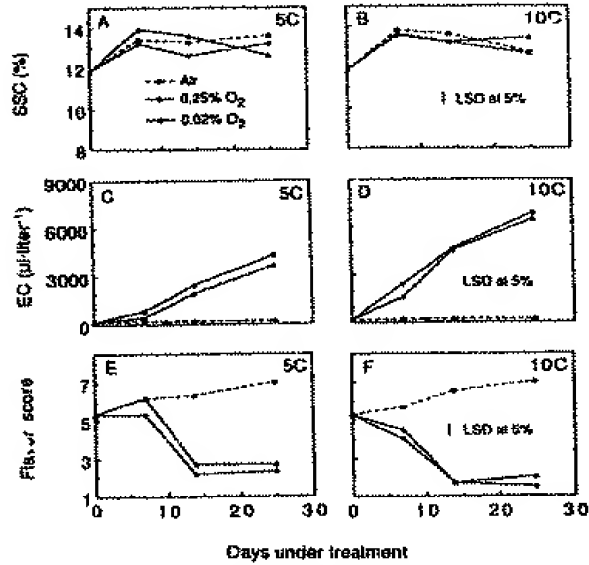 A 5C
B 10C
SSC (%)
14
12
10
8
Air
0.25% O2
0.02% O2
LSD at 5%
C 5C
D 10C
EC (µl·liter-1)
9000
6000
3000
0
LSD at 5%
E 5C
F 10C
Flavor score
7
5
3
1
LSD at 5%
0 10 20 30
0 10 20 30
Days under treatment